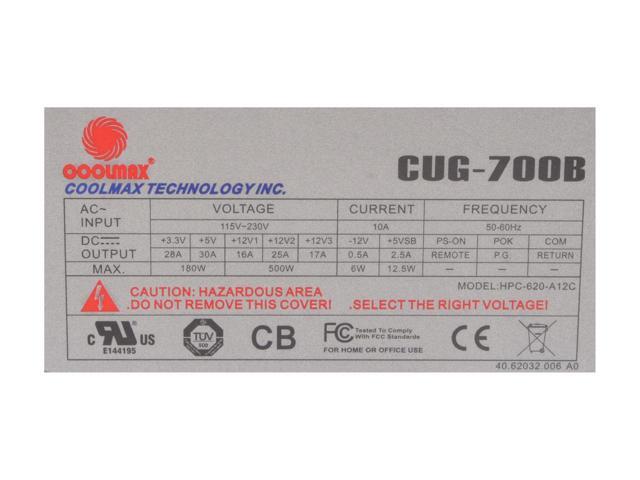 COOLMAX®
COOLMAX TECHNOLOGY INC.
CUG-700B
AC~ INPUT VOLTAGE CURRENT FREQUENCY
115V~230V 10A 50-60Hz
DC OUTPUT +3.3V +5V +12V1 +12V2 +12V3 -12V +5VSB PS-ON POK COM
28A 30A 16A 25A 17A 0.5A 2.5A REMOTE P.G. RETURN
MAX. 180W 500W 6W 12.5W — — —
CAUTION: HAZARDOUS AREA
.DO NOT REMOVE THIS COVER! .SELECT THE RIGHT VOLTAGE!
MODEL:HPC-620-A12C
c RU US
E144195
TUV
CB
FC Tested To Comply
With FCC Standards
FOR HOME OR OFFICE USE
CE
40.62032.006 A0